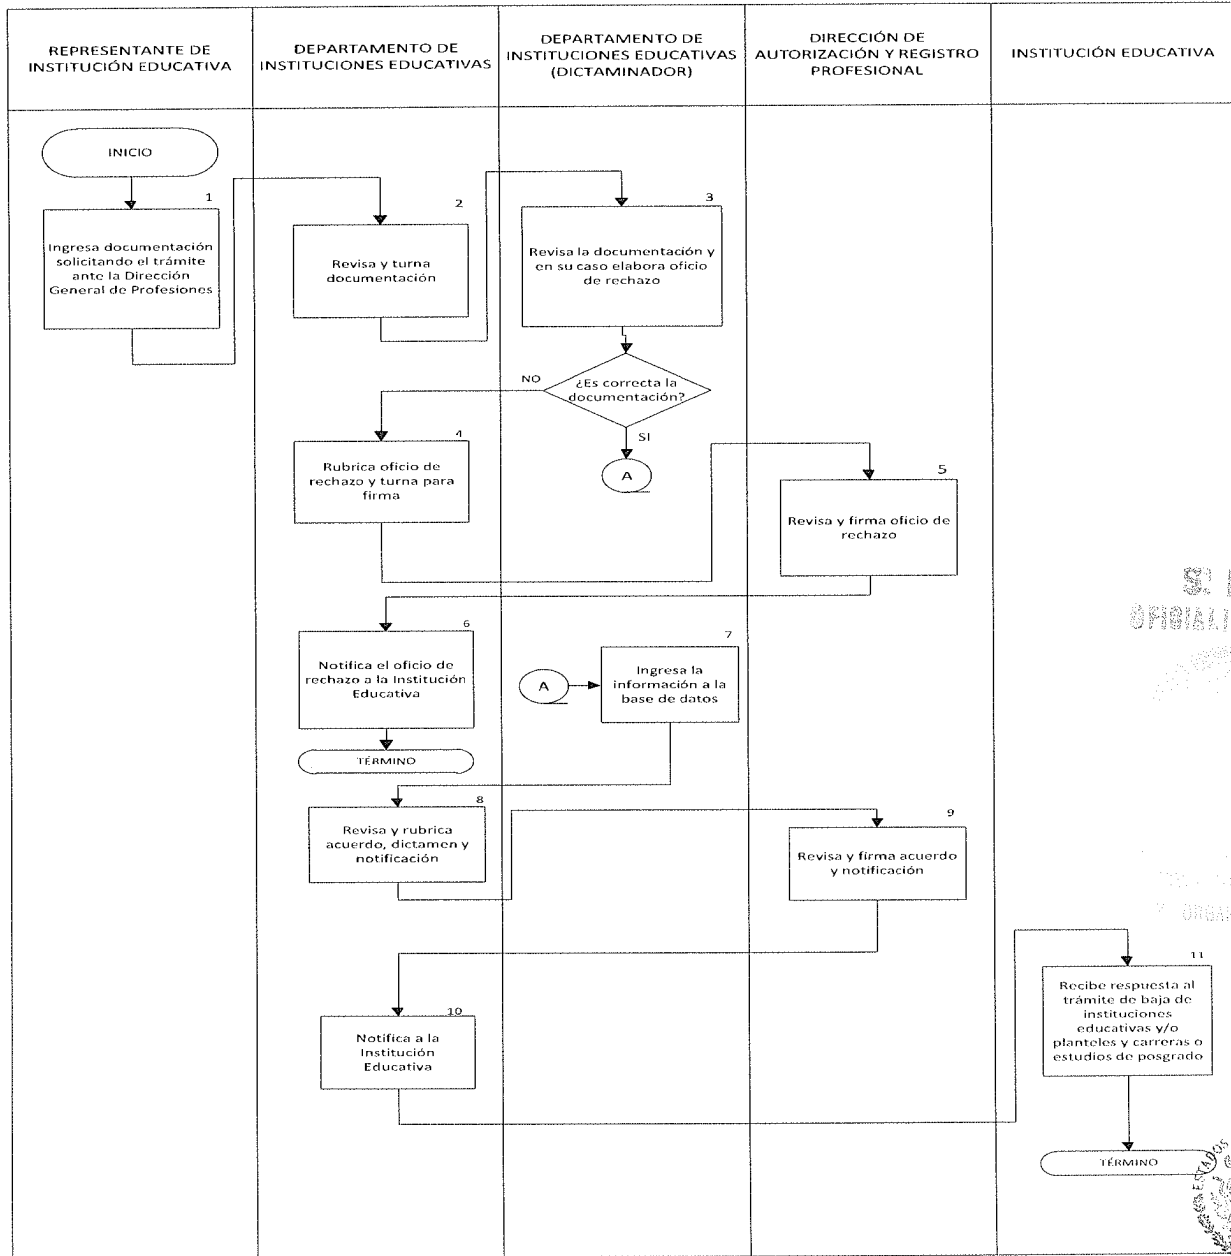 REPRESENTANTE DE
INSTITUCIÓN EDUCATIVA
DEPARTAMENTO DE
INSTITUCIONES EDUCATIVAS
DEPARTAMENTO DE
INSTITUCIONES EDUCATIVAS
(DICTAMINADOR)
DIRECCIÓN DE
AUTORIZACIÓN Y REGISTRO
PROFESIONAL
INSTITUCIÓN EDUCATIVA
INICIO
1
Ingresa documentación
solicitando el trámite
ante la Dirección
General de Profesiones
2
Revisa y turna
documentación
3
Revisa la documentación y
en su caso elabora oficio
de rechazo
¿Es correcta la
documentación?
NO
SI
A
4
Rubrica oficio de
rechazo y turna para
firma
5
Revisa y firma oficio de
rechazo
6
Notifica el oficio de
rechazo a la Institución
Educativa
TÉRMINO
A
7
Ingresa la
información a la
base de datos
8
Revisa y rubrica
acuerdo, dictamen y
notificación
9
Revisa y firma acuerdo
y notificación
10
Notifica a la
Institución
Educativa
11
Recibe respuesta al
trámite de baja de
instituciones
educativas y/o
planteles y carreras o
estudios de posgrado
TÉRMINO
OFICIALI
ORGAN
ESTADOS